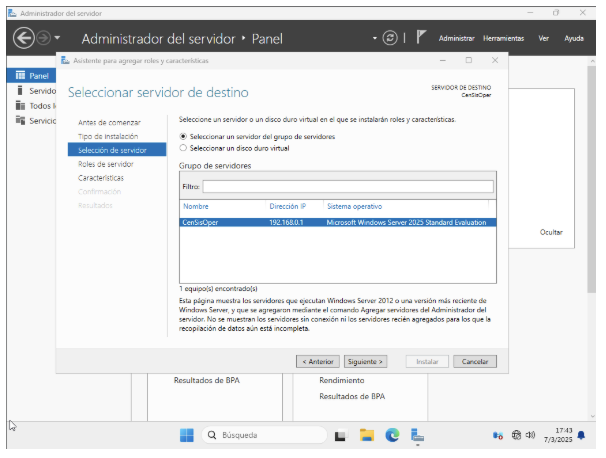 Administrador del servidor
Administrador del servidor • Panel
Administrar Herramientas Ver Ayuda
Asistente para agregar roles y características
Panel
Servido
Todos l
Servicio
Seleccionar servidor de destino
SERVIDOR DE DESTINO
CenSisOper
Antes de comenzar
Tipo de instalación
Selección de servidor
Roles de servidor
Características
Confirmación
Resultados
Seleccione un servidor o un disco duro virtual en el que se instalarán roles y características.
Seleccionar un servidor del grupo de servidores
Seleccionar un disco duro virtual
Grupo de servidores
Filtro:
Nombre Dirección IP Sistema operativo
CenSisOper 192.168.0.1 Microsoft Windows Server 2025 Standard Evaluation
1 equipo(s) encontrado(s)
Esta página muestra los servidores que ejecutan Windows Server 2012 o una versión más reciente de
Windows Server, y que se agregaron mediante el comando Agregar servidores del Administrador del
servidor. No se muestran los servidores sin conexión ni los servidores recién agregados para los que la
recopilación de datos aún está incompleta.
Ocultar
< Anterior Siguiente > Instalar Cancelar
Resultados de BPA
Rendimiento
Resultados de BPA
Búsqueda
17:43
7/3/2025